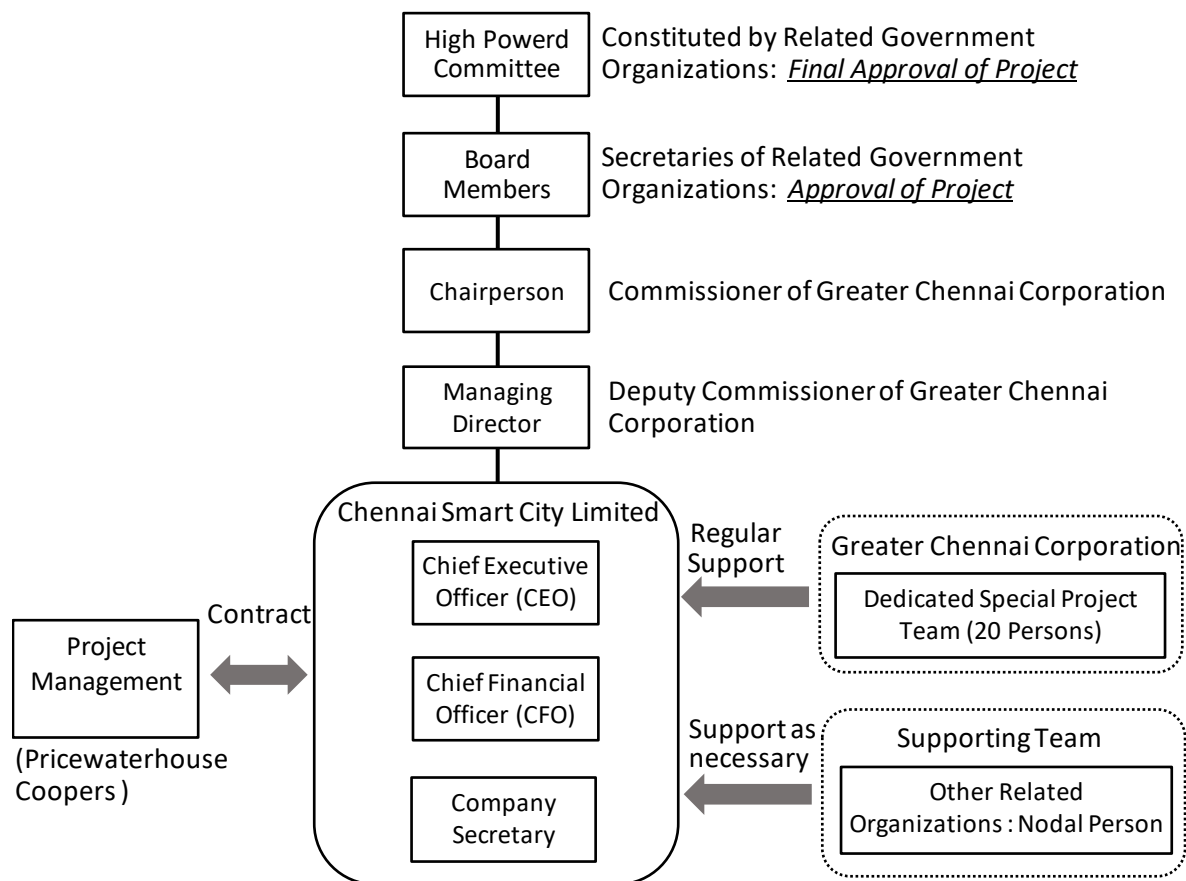 High Powerd
Committee
Constituted by Related Government
Organizations: Final Approval of Project
Board
Members
Secretaries of Related Government
Organizations: Approval of Project
Chairperson
Commissioner of Greater Chennai Corporation
Managing
Director
Deputy Commissioner of Greater Chennai
Corporation
Chennai Smart City Limited
Chief Executive
Officer (CEO)
Chief Financial
Officer (CFO)
Company
Secretary
Contract
Project
Management
(Pricewaterhouse
Coopers )
Regular
Support
Greater Chennai Corporation
Dedicated Special Project
Team (20 Persons)
Support as
necessary
Supporting Team
Other Related
Organizations : Nodal Person